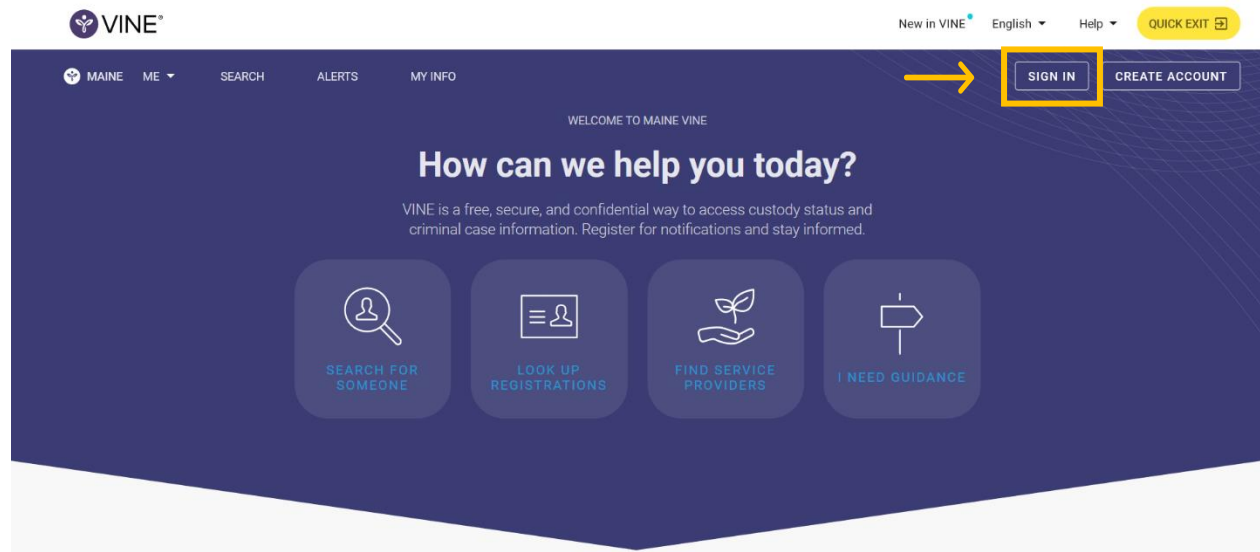 VINE®
New in VINE English Help QUICK EXIT
MAINE ME SEARCH ALERTS MY INFO SIGN IN CREATE ACCOUNT
WELCOME TO MAINE VINE
How can we help you today?
VINE is a free, secure, and confidential way to access custody status and
criminal case information. Register for notifications and stay informed.
SEARCH FOR
SOMEONE
LOOK UP
REGISTRATIONS
FIND SERVICE
PROVIDERS
I NEED GUIDANCE